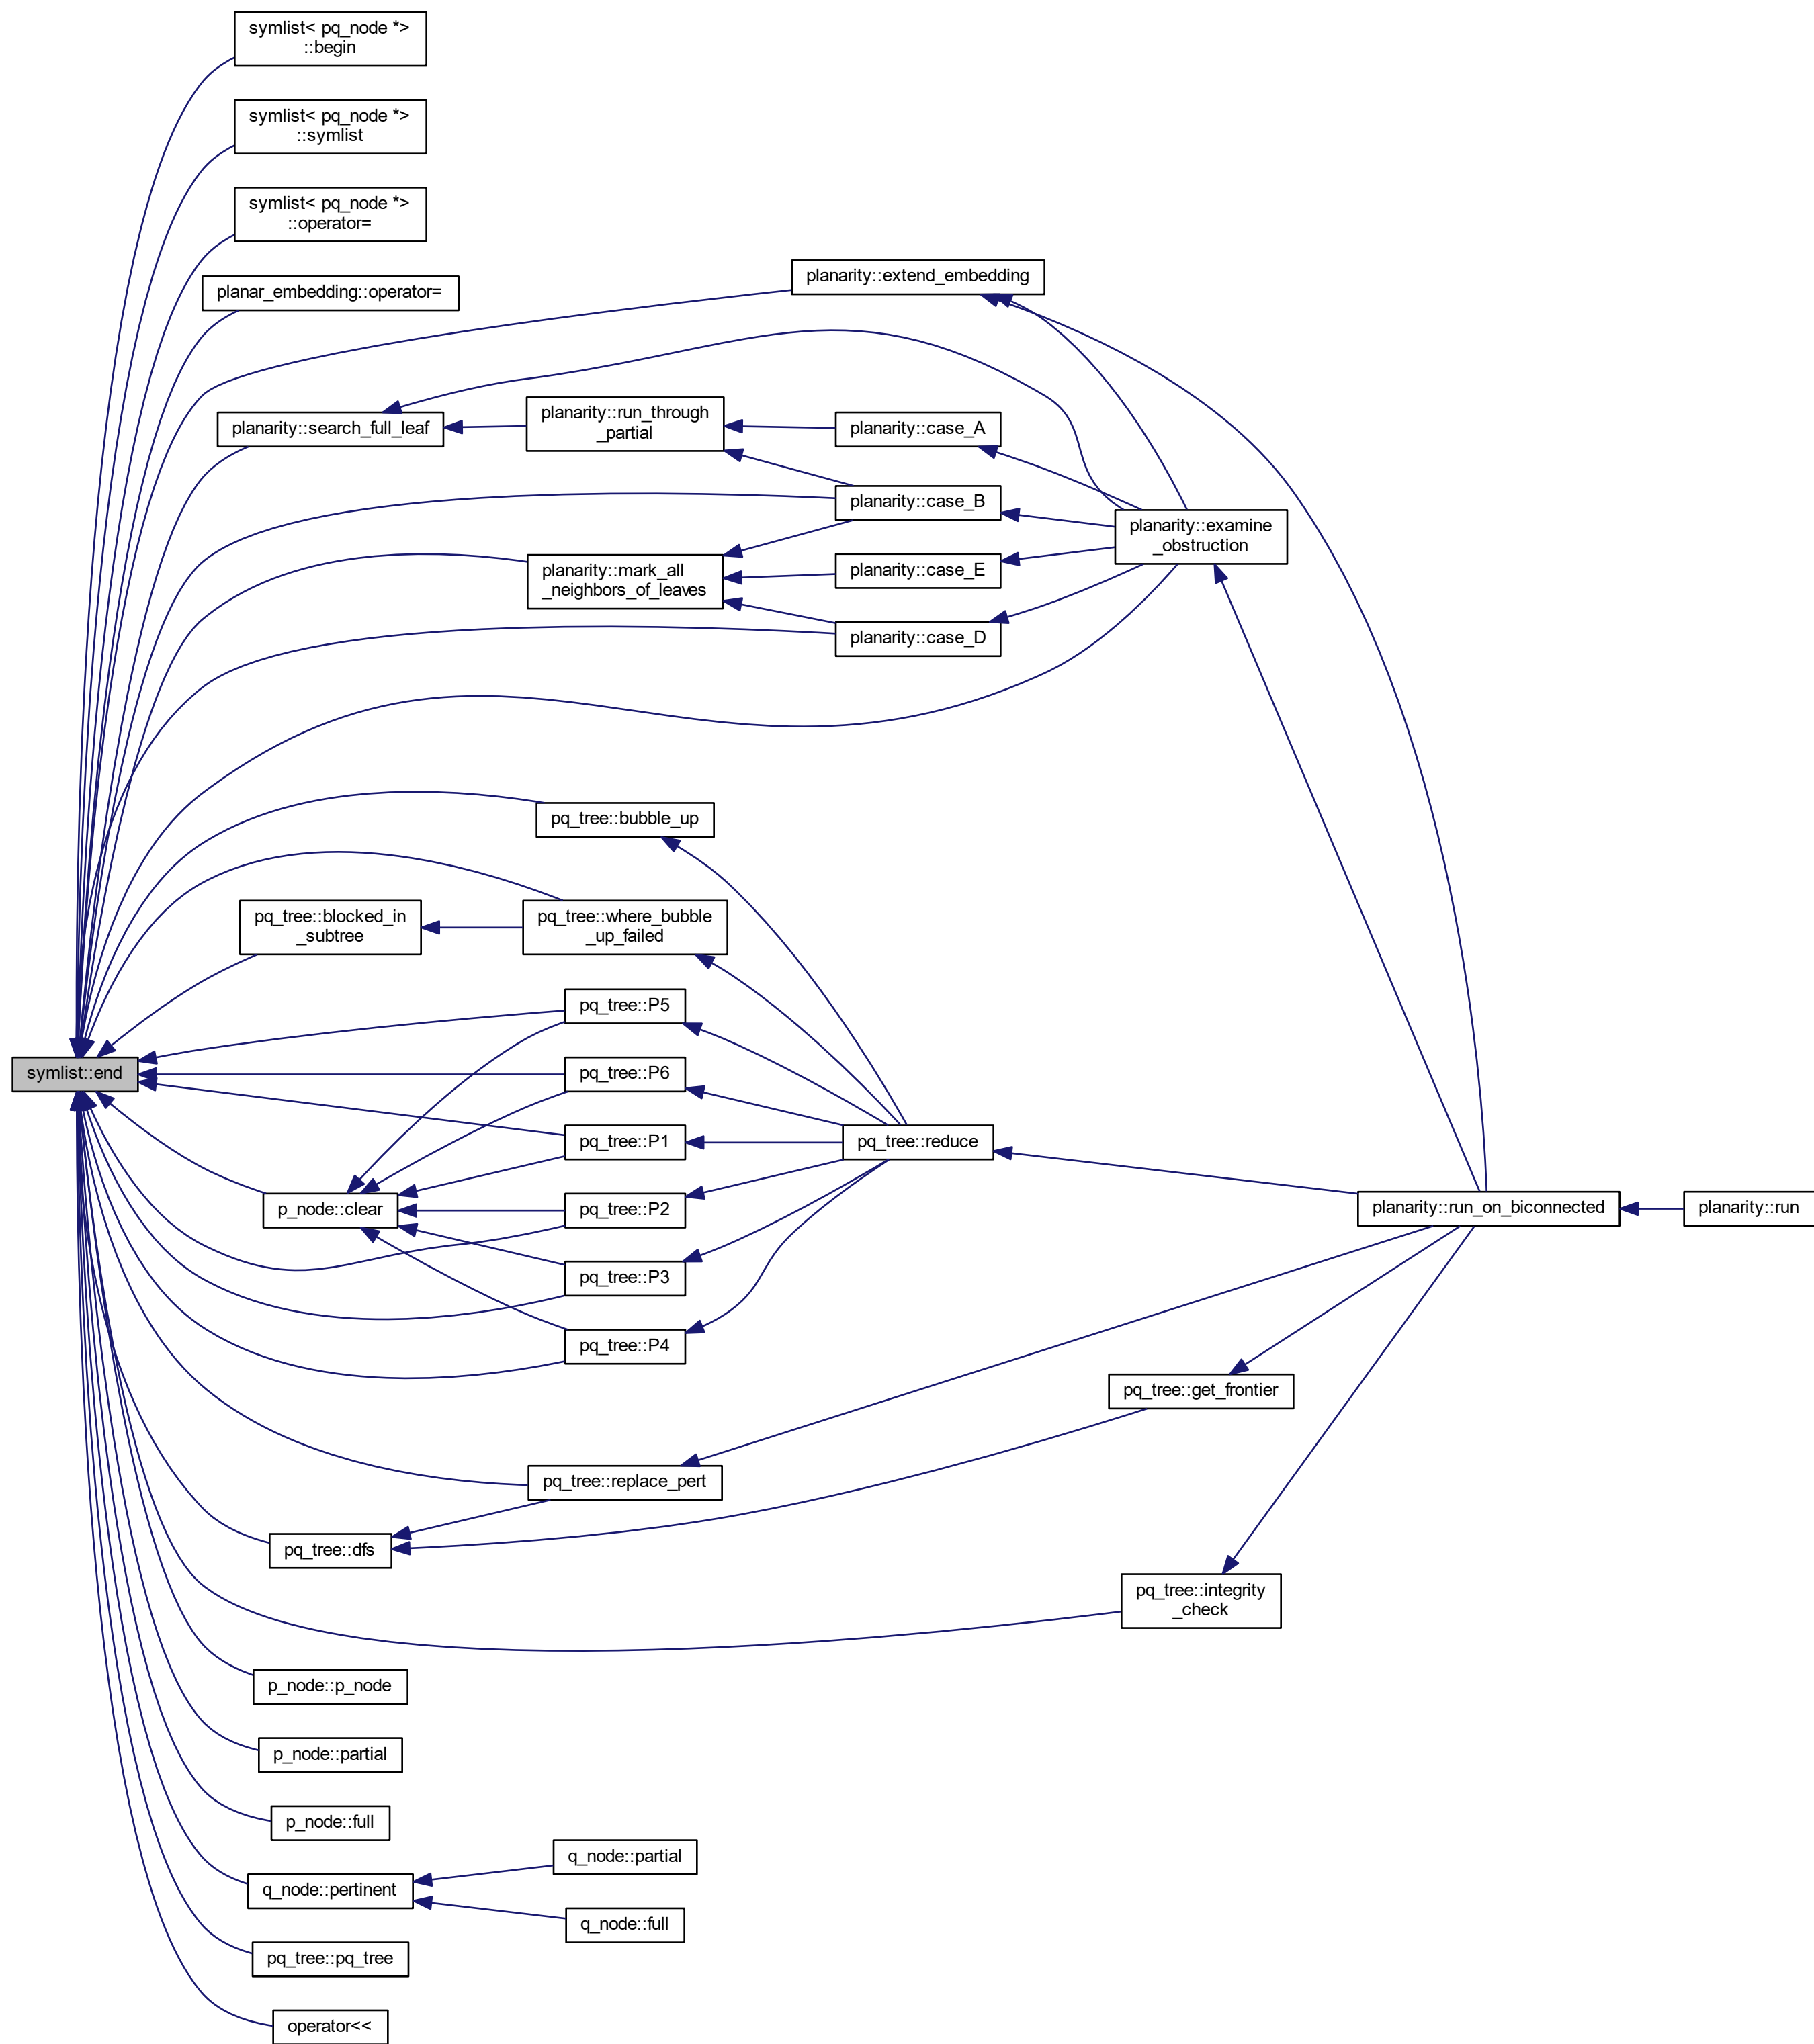 symlist< pq_node *>
::begin
symlist< pq_node *>
::symlist
symlist< pq_node *>
::operator=
planar_embedding::operator=
planarity::extend_embedding
planarity::search_full_leaf
planarity::run_through
_partial
planarity::case_A
planarity::case_B
planarity::examine
_obstruction
planarity::mark_all
_neighbors_of_leaves
planarity::case_E
planarity::case_D
pq_tree::bubble_up
pq_tree::blocked_in
_subtree
pq_tree::where_bubble
_up_failed
pq_tree::P5
symlist::end
pq_tree::P6
pq_tree::P1
pq_tree::reduce
p_node::clear
pq_tree::P2
planarity::run_on_biconnected
planarity::run
pq_tree::P3
pq_tree::P4
pq_tree::get_frontier
pq_tree::replace_pert
pq_tree::dfs
pq_tree::integrity
_check
p_node::p_node
p_node::partial
p_node::full
q_node::partial
q_node::pertinent
q_node::full
pq_tree::pq_tree
operator<<